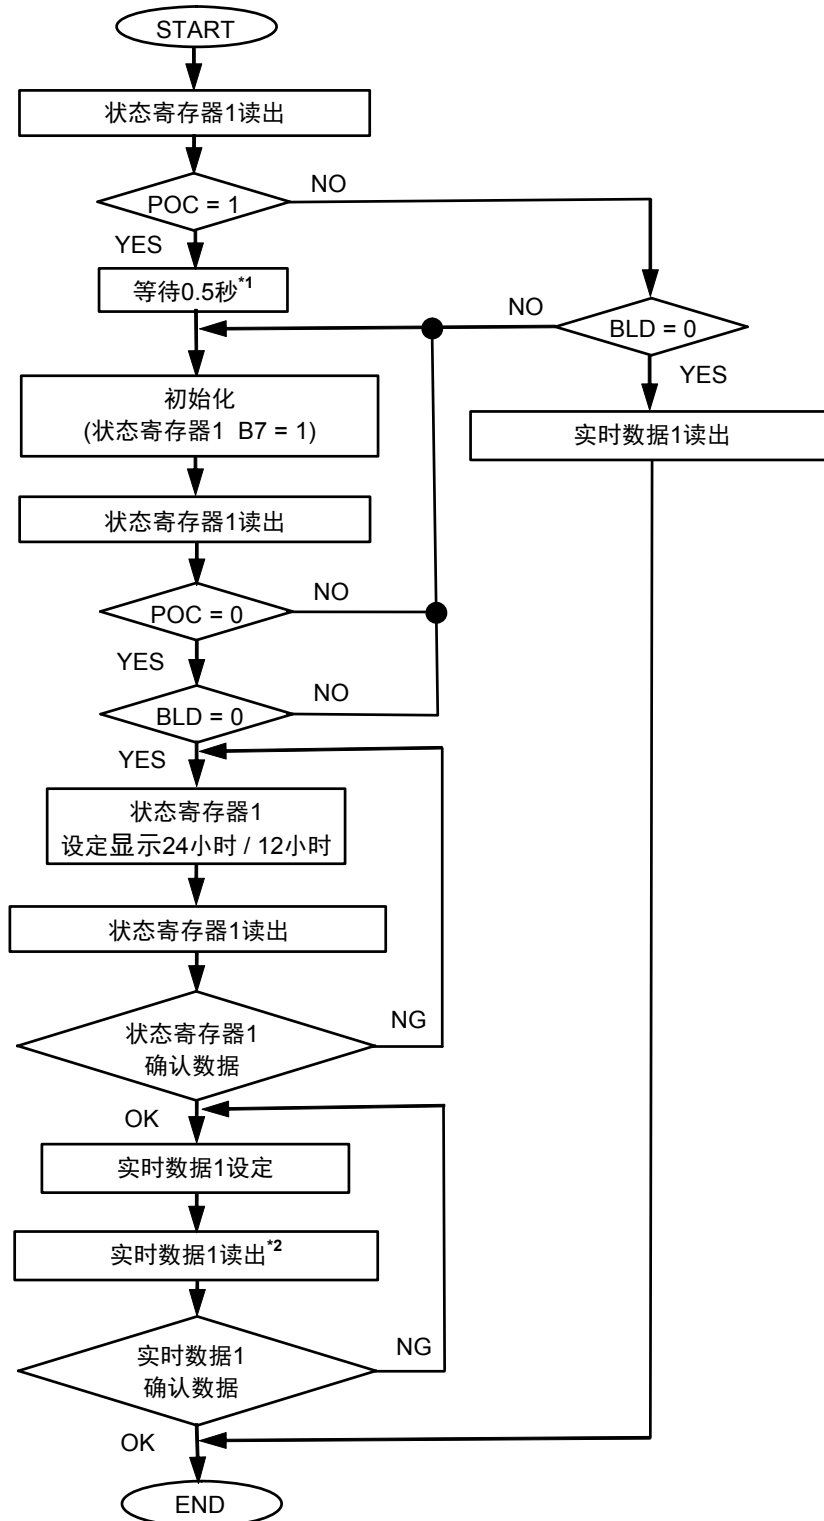 START
状态寄存器1读出
POC = 1
NO
YES
等待0.5秒*1
NO
BLD = 0
YES
初始化
(状态寄存器1 B7 = 1)
实时数据1读出
状态寄存器1读出
POC = 0
NO
YES
BLD = 0
NO
YES
状态寄存器1
设定显示24小时 / 12小时
状态寄存器1读出
状态寄存器1
确认数据
NG
OK
实时数据1设定
实时数据1读出*2
实时数据1
确认数据
NG
OK
END